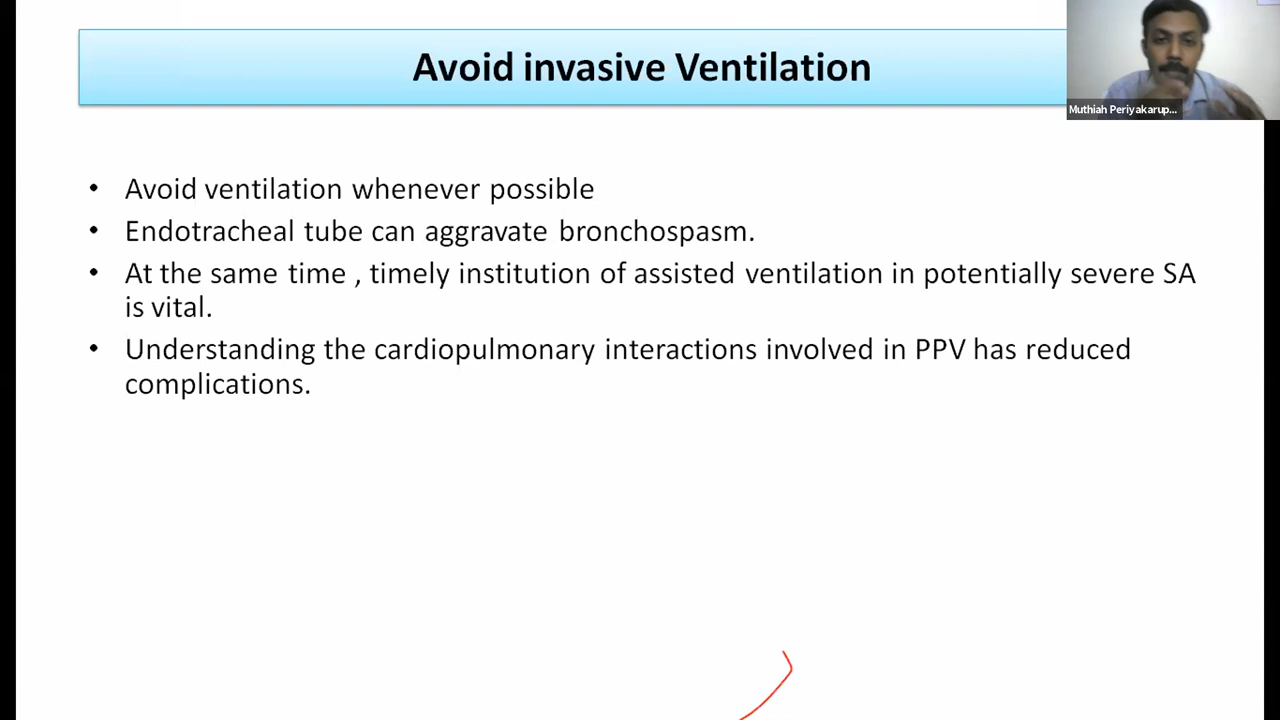 Avoid invasive Ventilation
Muthiah Periyakarup...
• Avoid ventilation whenever possible
• Endotracheal tube can aggravate bronchospasm.
• At the same time , timely institution of assisted ventilation in potentially severe SA
is vital.
• Understanding the cardiopulmonary interactions involved in PPV has reduced
complications.